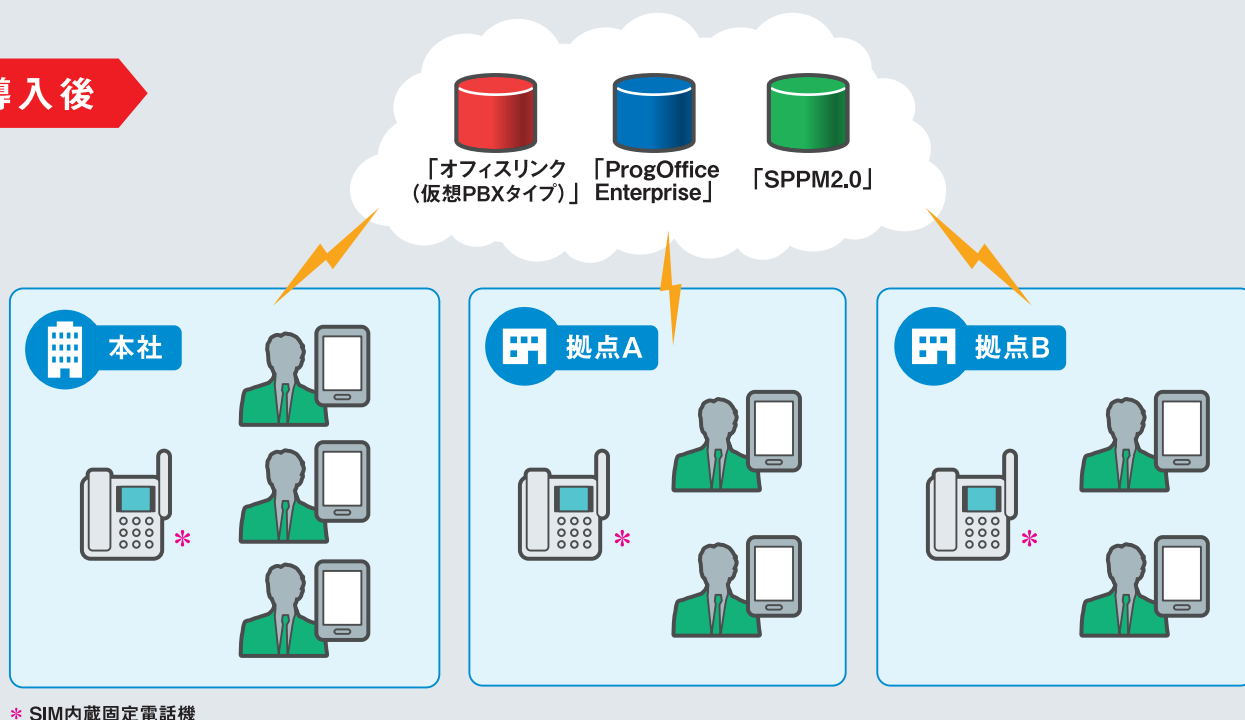 導入後
「オフィスリンク
(仮想PBXタイプ)」
「ProgOffice
Enterprise」
「SPPM2.0」
本社
拠点A
拠点B
*
*
*
* SIM内蔵固定電話機